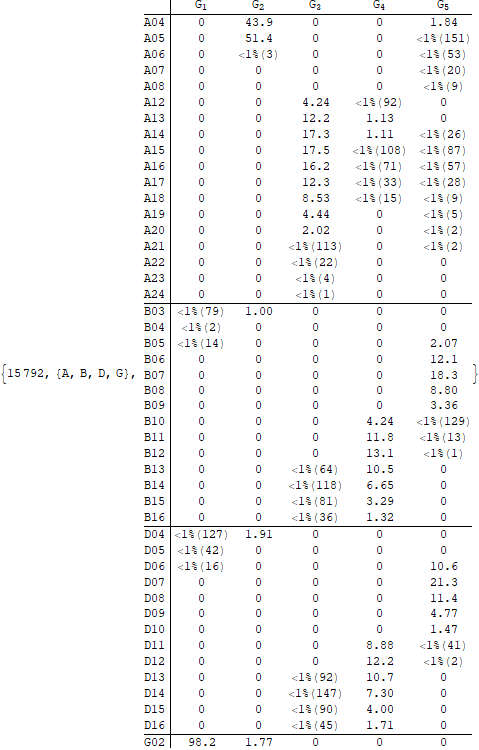 G1 G2 G3 G4 G5
A04 0 43.9 0 0 1.84
A05 0 51.4 0 0 <1%(151)
A06 0 <1%(3) 0 0 <1%(53)
A07 0 0 0 0 <1%(20)
A08 0 0 0 0 <1%(9)
A12 0 0 4.24 <1%(92) 0
A13 0 0 12.2 1.13 0
A14 0 0 17.3 1.11 <1%(26)
A15 0 0 17.5 <1%(108) <1%(87)
A16 0 0 16.2 <1%(71) <1%(57)
A17 0 0 12.3 <1%(33) <1%(28)
A18 0 0 8.53 <1%(15) <1%(9)
A19 0 0 4.44 0 <1%(5)
A20 0 0 2.02 0 <1%(2)
A21 0 0 <1%(113) 0 <1%(2)
A22 0 0 <1%(22) 0 0
A23 0 0 <1%(4) 0 0
A24 0 0 <1%(1) 0 0
B03 <1%(79) 1.00 0 0 0
B04 <1%(2) 0 0 0 0
B05 <1%(14) 0 0 0 2.07
B06 0 0 0 0 12.1
{15792, {A, B, D, G}, B07 0 0 0 0 18.3 }
B08 0 0 0 0 8.80
B09 0 0 0 0 3.36
B10 0 0 0 4.24 <1%(129)
B11 0 0 0 11.8 <1%(13)
B12 0 0 0 13.1 <1%(1)
B13 0 0 <1%(64) 10.5 0
B14 0 0 <1%(118) 6.65 0
B15 0 0 <1%(81) 3.29 0
B16 0 0 <1%(36) 1.32 0
D04 <1%(127) 1.91 0 0 0
D05 <1%(42) 0 0 0 0
D06 <1%(16) 0 0 0 10.6
D07 0 0 0 0 21.3
D08 0 0 0 0 11.4
D09 0 0 0 0 4.77
D10 0 0 0 0 1.47
D11 0 0 0 8.88 <1%(41)
D12 0 0 0 12.2 <1%(2)
D13 0 0 <1%(92) 10.7 0
D14 0 0 <1%(147) 7.30 0
D15 0 0 <1%(90) 4.00 0
D16 0 0 <1%(45) 1.71 0
G02 98.2 1.77 0 0 0